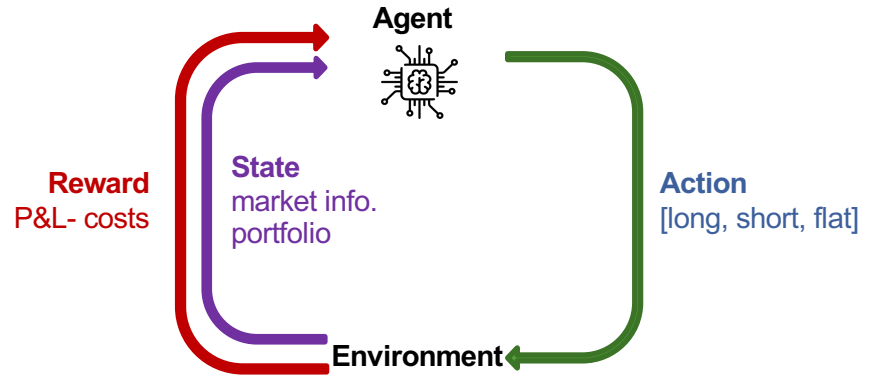 Agent
Reward
P&L- costs
State
market info.
portfolio
Action
[long, short, flat]
Environment